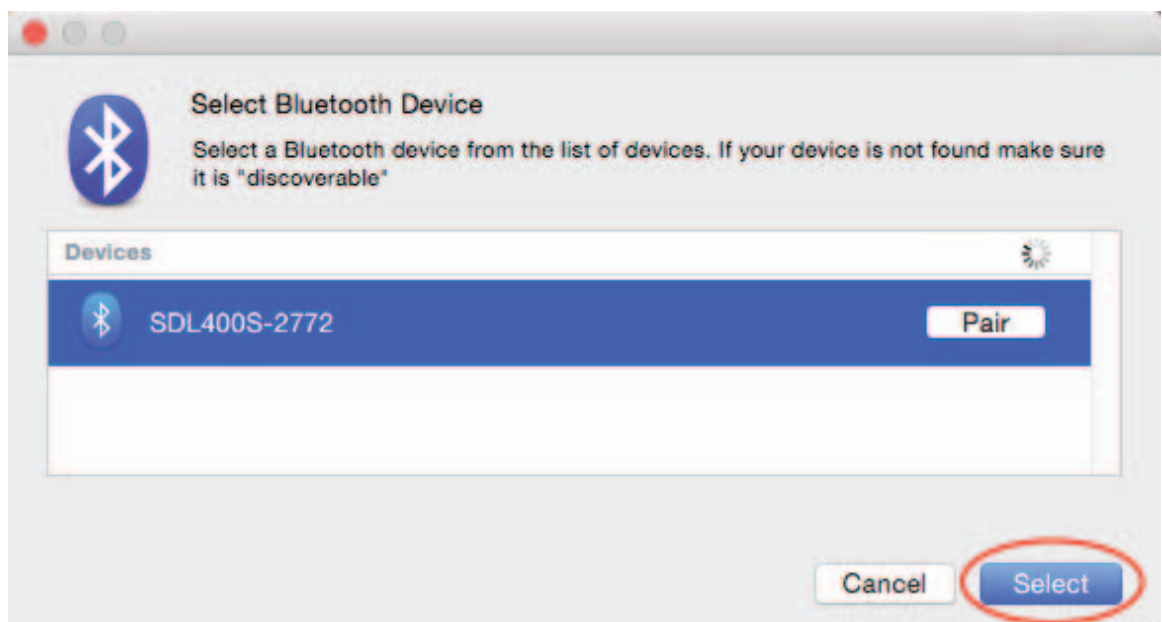 Select Bluetooth Device
Select a Bluetooth device from the list of devices. If your device is not found make sure
it is "discoverable"
Devices
SDL400S-2772 Pair
Cancel Select